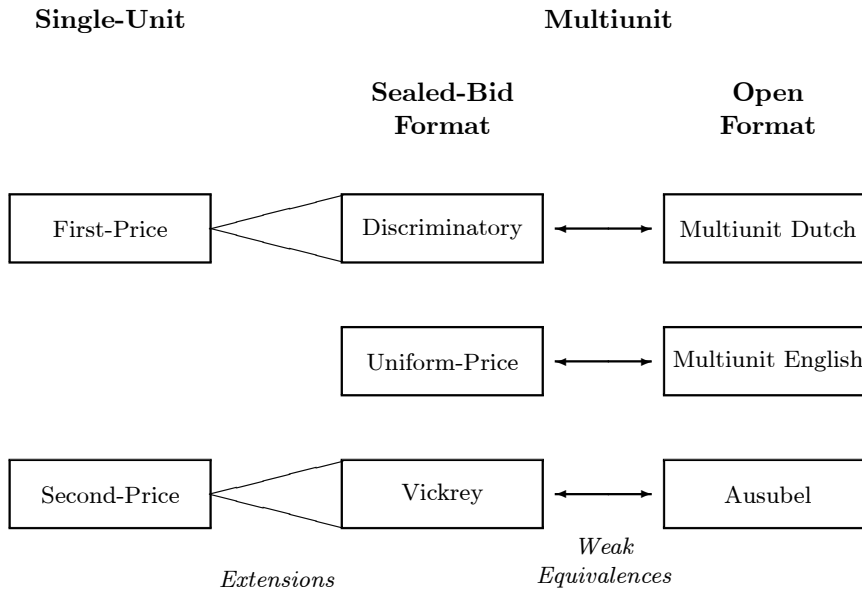 Single-Unit
Multiunit
Sealed-Bid
Format
Open
Format
First-Price
Discriminatory
Multiunit Dutch
Uniform-Price
Multiunit English
Second-Price
Vickrey
Ausubel
Extensions
Weak
Equivalences